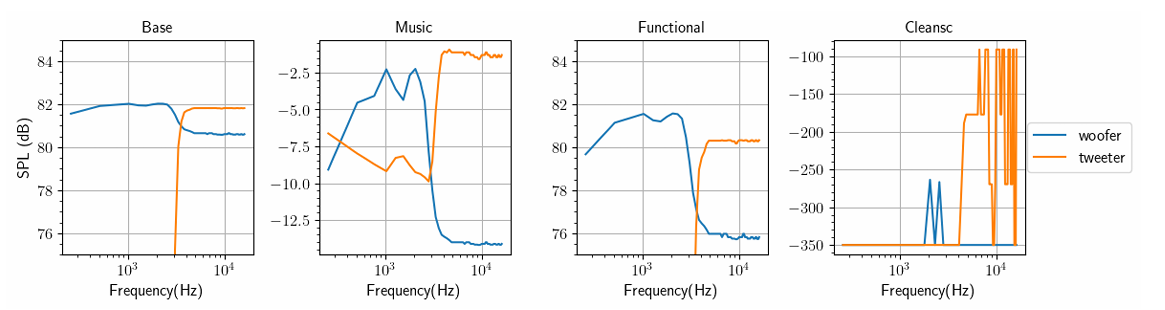 Base
Music
Functional
Cleansc
SPL (dB)
84
82
80
78
76
10³
10⁴
Frequency(Hz)
−2.5
−5.0
−7.5
−10.0
−12.5
10³
10⁴
Frequency(Hz)
84
82
80
78
76
10³
10⁴
Frequency(Hz)
−100
−150
−200
−250
−300
−350
10³
10⁴
Frequency(Hz)
woofer
tweeter